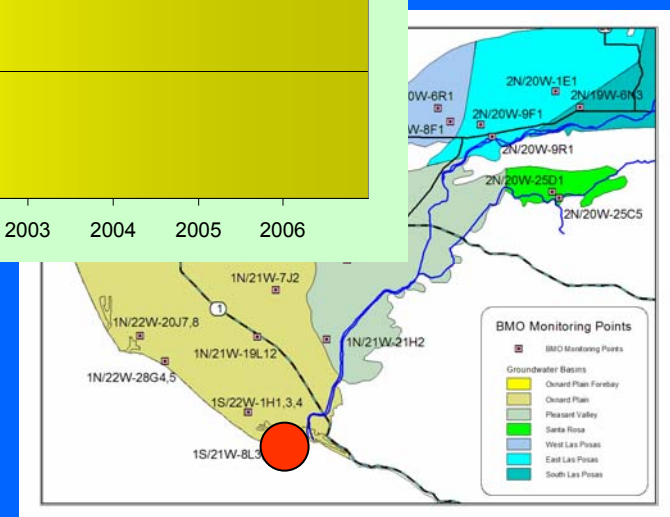 2003 2004 2005 2006
2N/20W-1E1
0W-6R1
2N/19W-6N3
2N/20W-9F1
W-8F1
2N/20W-9R1
2N/20W-25D1
2N/20W-25C5
1N/21W-7J2
1
1N/22W-20J7,8
1N/21W-21H2
1N/21W-19L12
1N/22W-28G4,5
1S/22W-1H1,3,4
1S/21W-8L3
BMO Monitoring Points
BMO Monitoring Points
Groundwater Basins
Oxnard Plain Forebay
Oxnard Plain
Pleasant Valley
Santa Rosa
West Las Posas
East Las Posas
South Las Posas